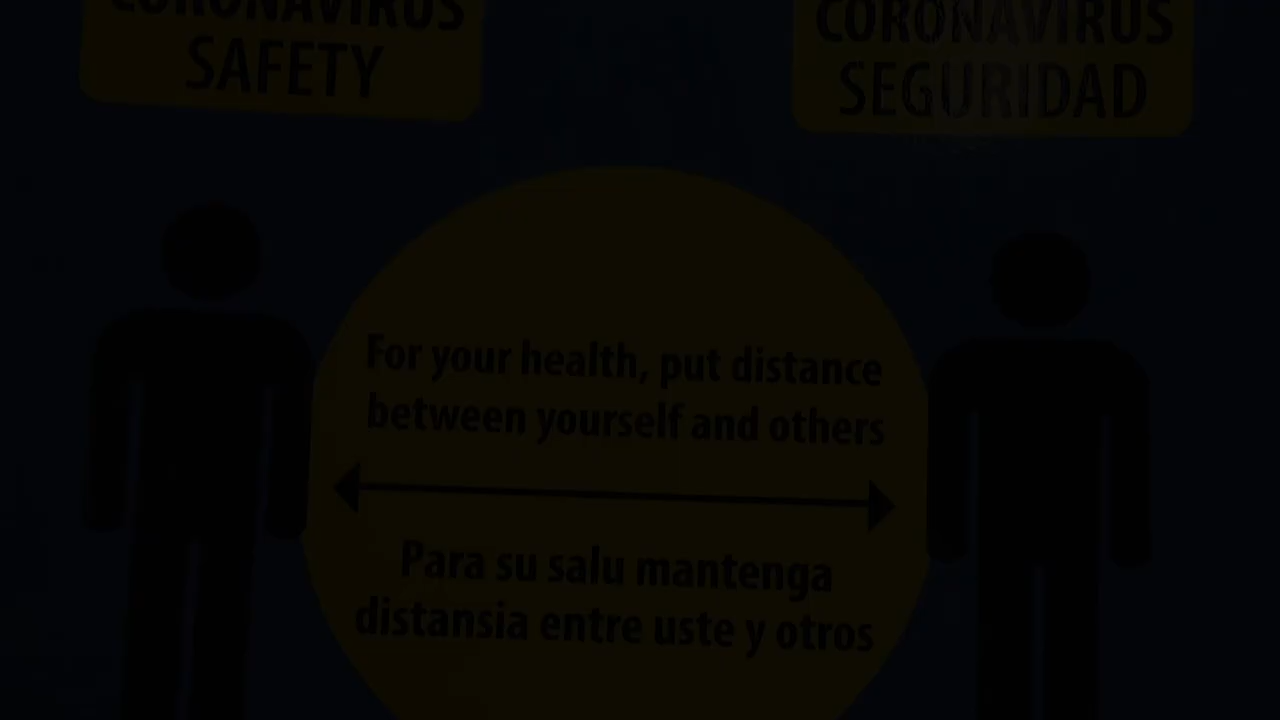 CORONAVIRUS
SAFETY
CORONAVIRUS
SEGURIDAD
For your health, put distance
between yourself and others
Para su salu mantenga
distansia entre uste y otros